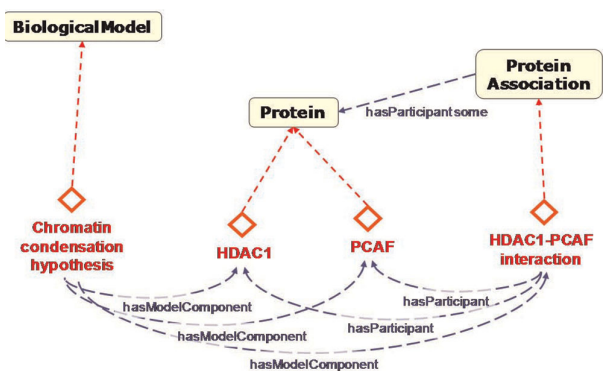 BiologicalModel
Protein
Association
Protein
hasParticipantsome
Chromatin
condensation
hypothesis
HDAC1
PCAF
HDAC1-PCAF
interaction
hasModelComponent
hasParticipant
hasModelComponent
hasParticipant
hasModelComponent